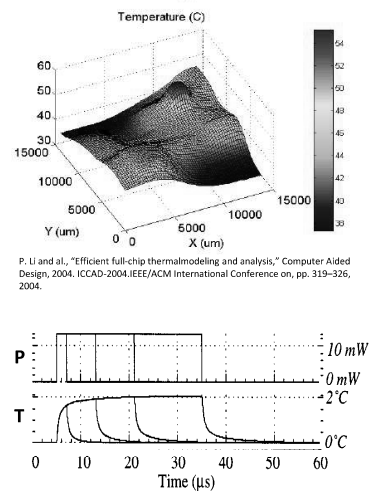 Temperature (C)
60
50
40
30
15000
10000
5000
0
Y (um)
0
5000
10000
15000
X (um)
54
52
50
48
46
44
42
40
38
P. Li and al., “Efficient full-chip thermalmodeling and analysis,” Computer Aided
Design, 2004. ICCAD-2004.IEEE/ACM International Conference on, pp. 319–326,
2004.
P
10 mW
0 mW
T
2°C
0°C
0 10 20 30 40 50 60
Time (µs)